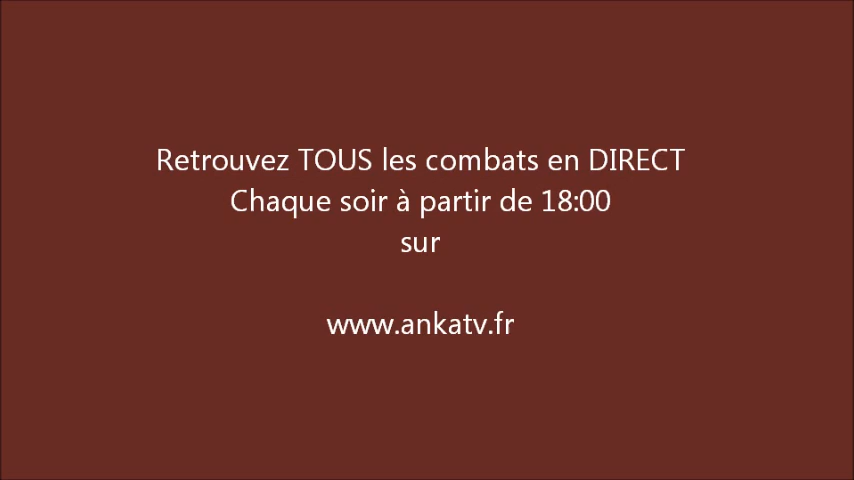 Retrouvez TOUS les combats en DIRECT
Chaque soir à partir de 18:00
sur
www.ankatv.fr